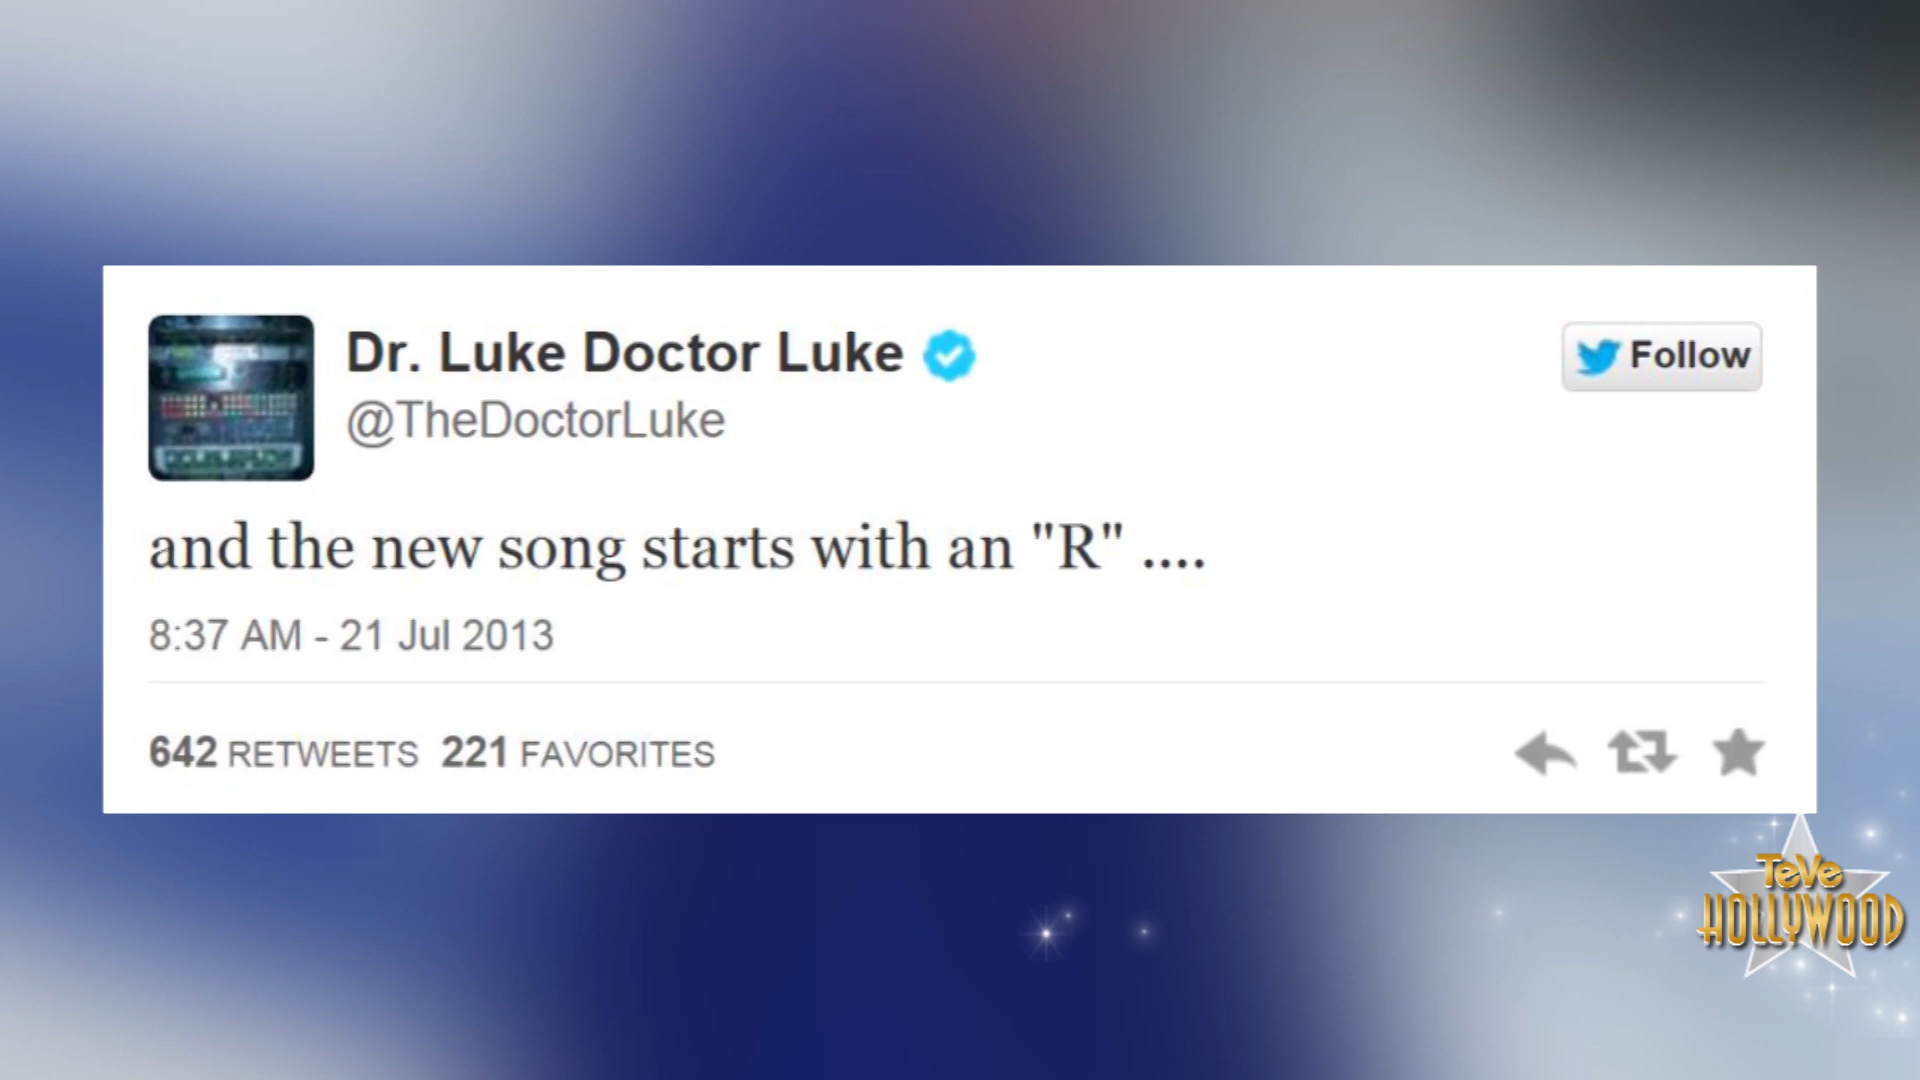 Dr. Luke Doctor Luke
@TheDoctorLuke
Follow
and the new song starts with an "R" ....
8:37 AM - 21 Jul 2013
642 RETWEETS 221 FAVORITES
TeVe
HOLLYWOOD